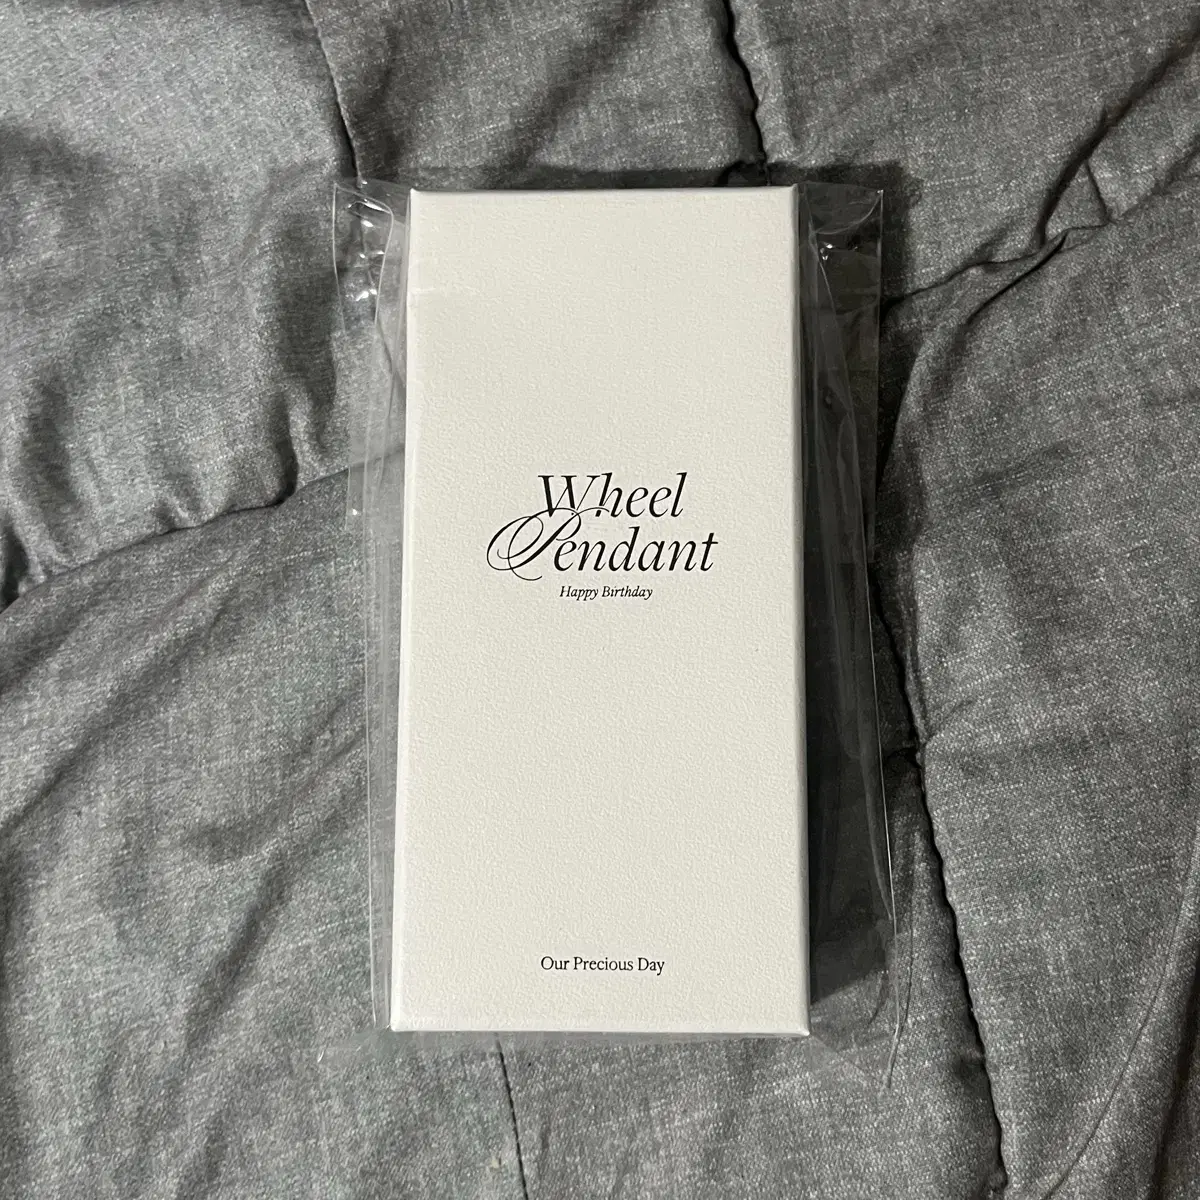 Wheel
Pendant
Happy Birthday
Our Precious Day